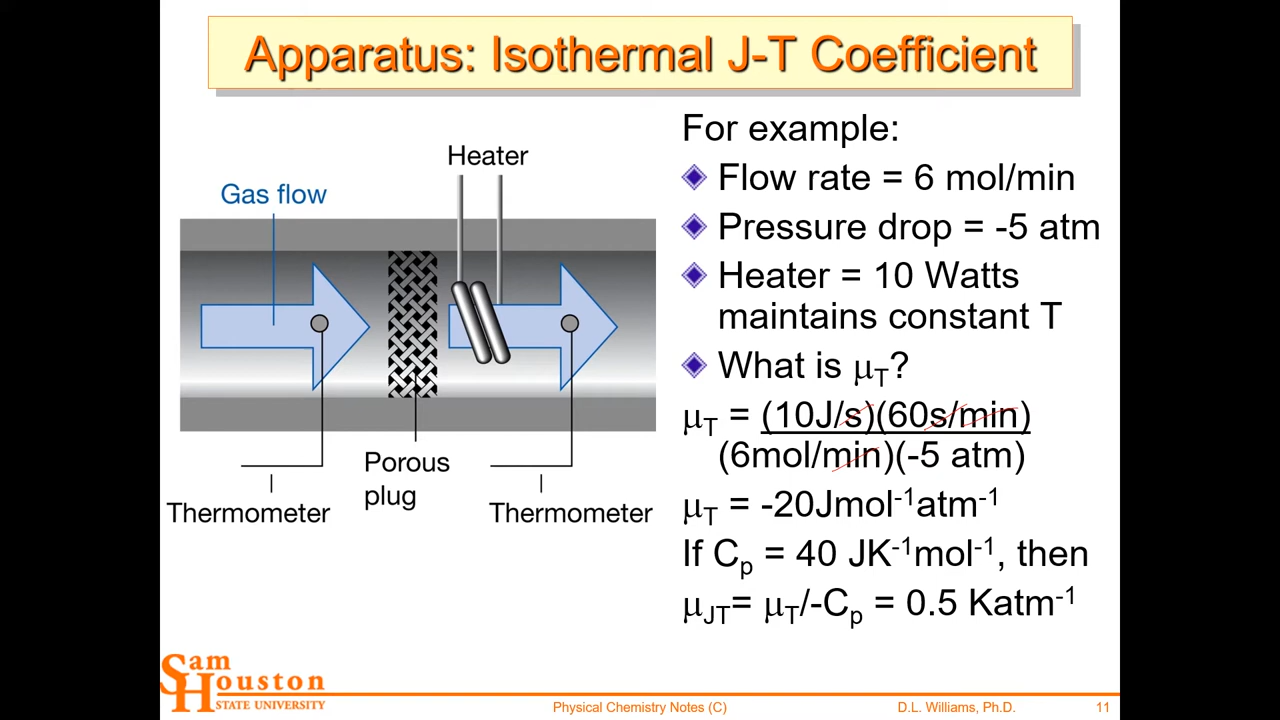 Apparatus: Isothermal J-T Coefficient
Heater
Gas flow
Porous
plug
Thermometer
Thermometer
For example:
Flow rate = 6 mol/min
Pressure drop = -5 atm
Heater = 10 Watts
maintains constant T
What is μT?
μT = (10J/s)(60s/min)
(6mol/min)(-5 atm)
μT = -20Jmol⁻¹atm⁻¹
If Cp = 40 JK⁻¹mol⁻¹, then
μJT= μT/-Cp = 0.5 Katm⁻¹
Sam
Houston
STATE UNIVERSITY
Physical Chemistry Notes (C)
D.L. Williams, Ph.D.
11